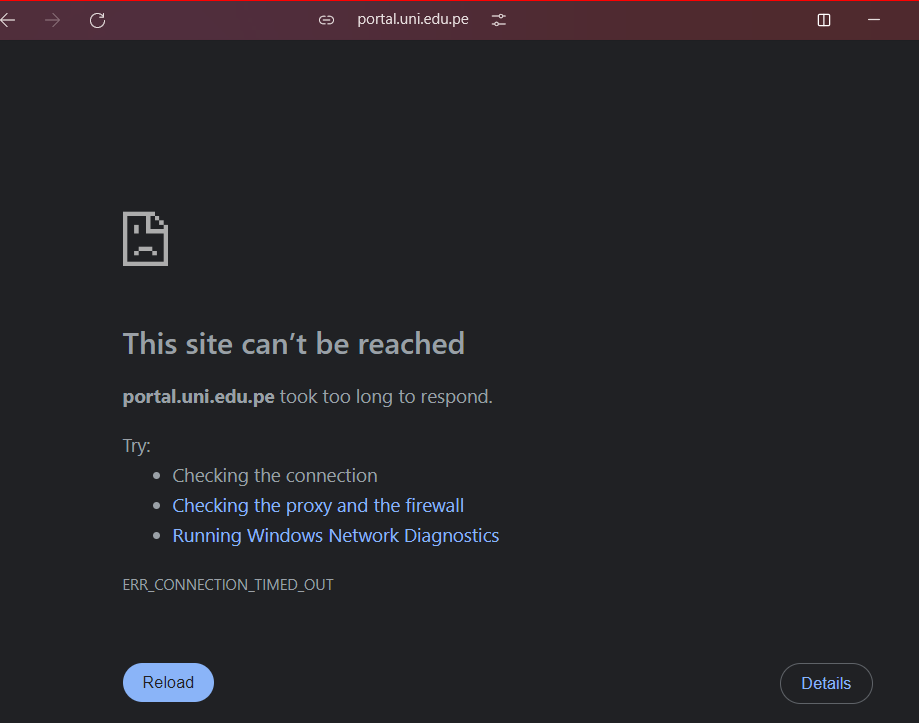 portal.uni.edu.pe
This site can’t be reached
portal.uni.edu.pe took too long to respond.
Try:
Checking the connection
Checking the proxy and the firewall
Running Windows Network Diagnostics
ERR_CONNECTION_TIMED_OUT
Reload
Details